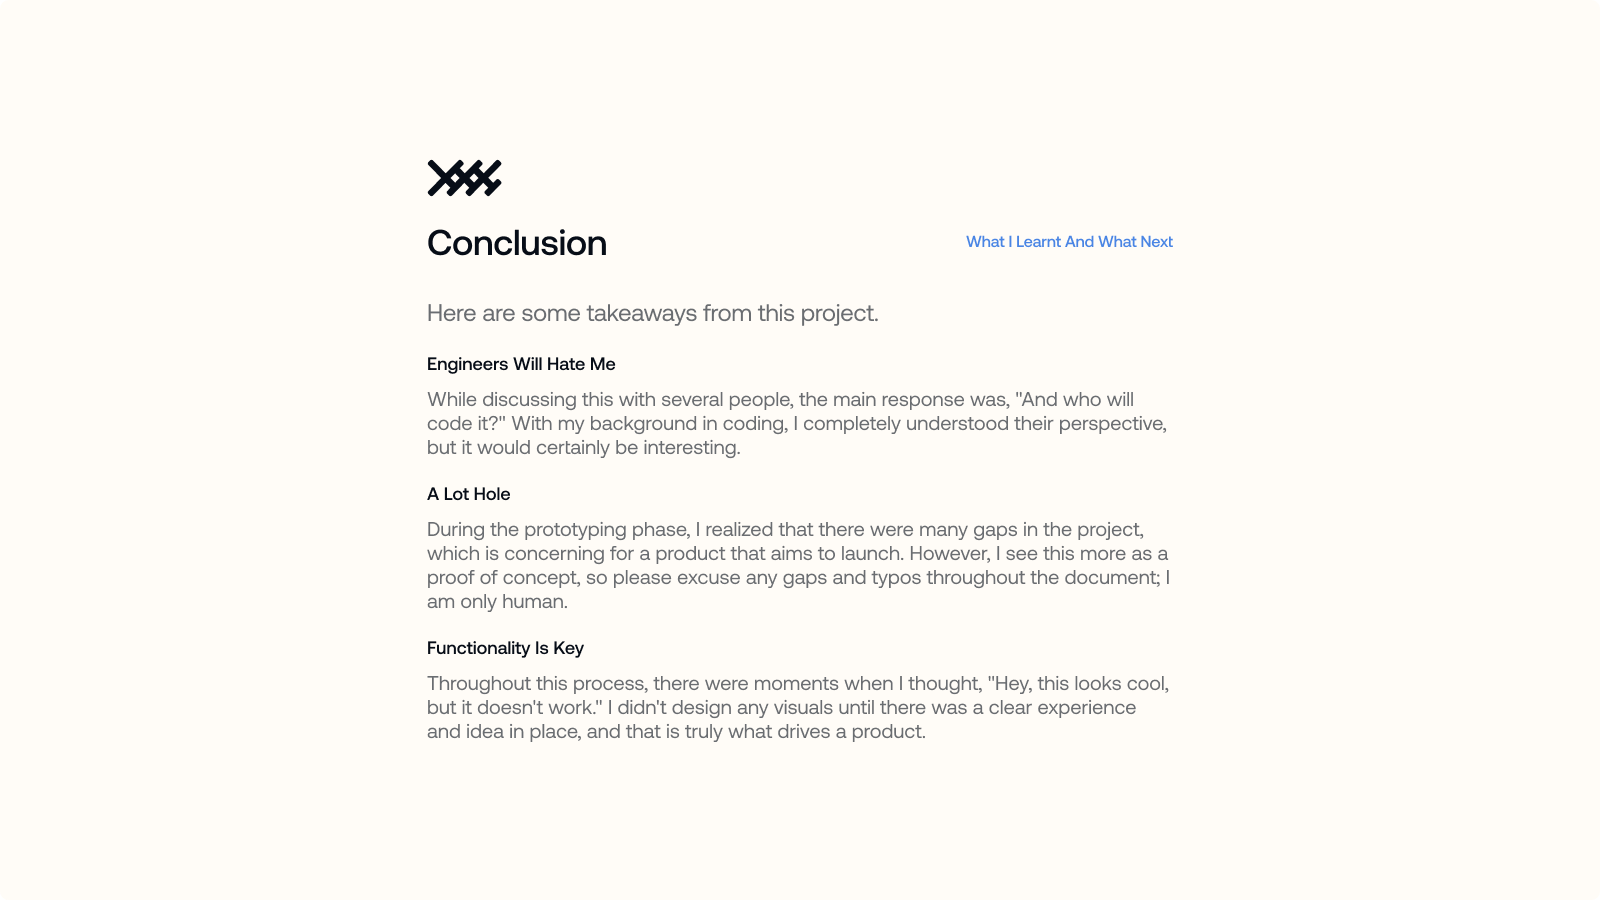 Conclusion
What I Learnt And What Next
Here are some takeaways from this project.
Engineers Will Hate Me
While discussing this with several people, the main response was, "And who will
code it?" With my background in coding, I completely understood their perspective,
but it would certainly be interesting.
A Lot Hole
During the prototyping phase, I realized that there were many gaps in the project,
which is concerning for a product that aims to launch. However, I see this more as a
proof of concept, so please excuse any gaps and typos throughout the document; I
am only human.
Functionality Is Key
Throughout this process, there were moments when I thought, "Hey, this looks cool,
but it doesn't work." I didn't design any visuals until there was a clear experience
and idea in place, and that is truly what drives a product.